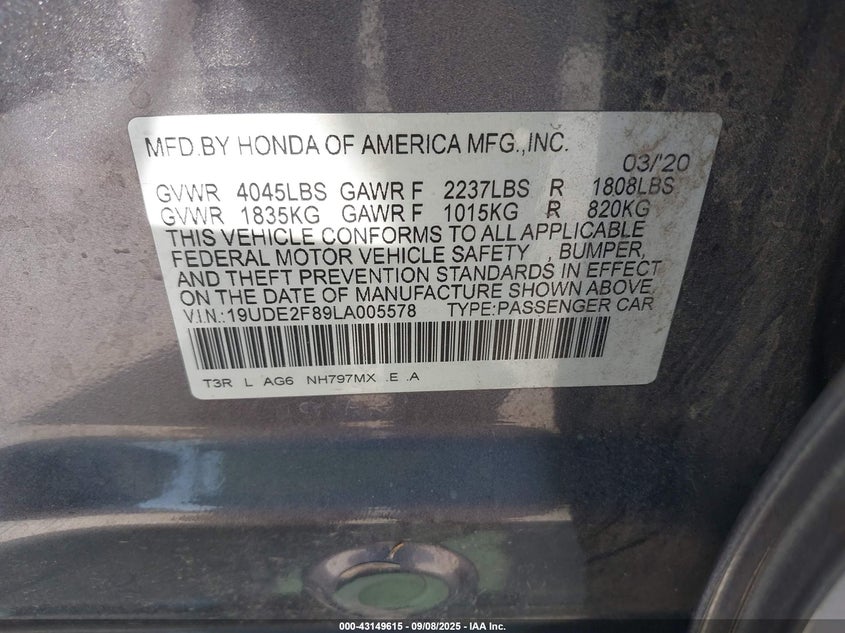 MFD.BY HONDA OF AMERICA MFG.,INC.
03/'20
GVWR 4045LBS GAWR F 2237LBS R 1808LBS
GVWR 1835KG GAWR F 1015KG R 820KG
THIS VEHICLE CONFORMS TO ALL APPLICABLE
FEDERAL MOTOR VEHICLE SAFETY , BUMPER,
AND THEFT PREVENTION STANDARDS IN EFFECT
ON THE DATE OF MANUFACTURE SHOWN ABOVE.
V.I.N.:19UDE2F89LA005578 TYPE:PASSENGER CAR
T3R L AG6 NH797MX .E .A
000-43149615 - 09/08/2025 - IAA Inc.